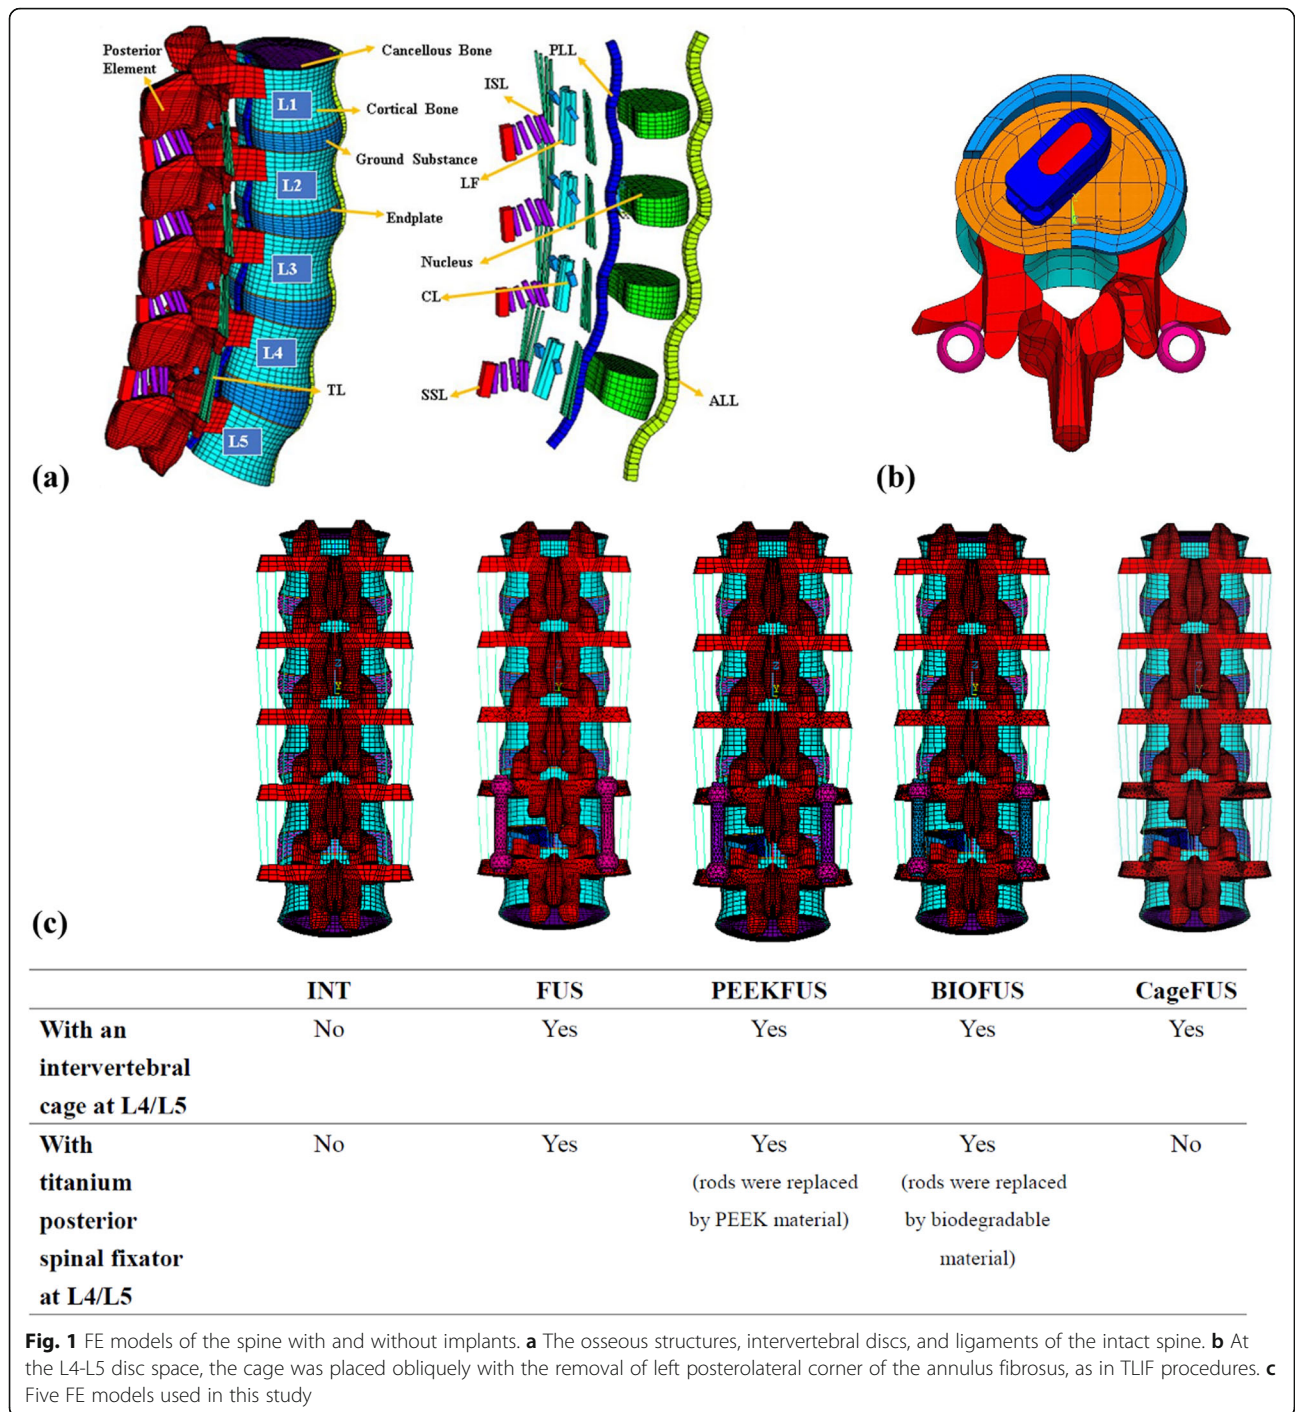 Posterior
Element
Cancellous Bone
L1
Cortical Bone
Ground Substance
L2
Endplate
L3
L4
TL
L5
PLL
ISL
LF
Nucleus
CL
SSL
ALL
(a)
(b)
(c)
INT FUS PEEKFUS BIOFUS CageFUS
With an No Yes Yes Yes Yes
intervertebral
cage at L4/L5
With No Yes Yes Yes No
titanium (rods were replaced (rods were replaced
posterior by PEEK material) by biodegradable
spinal fixator material)
at L4/L5
Fig. 1 FE models of the spine with and without implants. a The osseous structures, intervertebral discs, and ligaments of the intact spine. b At
the L4-L5 disc space, the cage was placed obliquely with the removal of left posterolateral corner of the annulus fibrosus, as in TLIF procedures. c
Five FE models used in this study